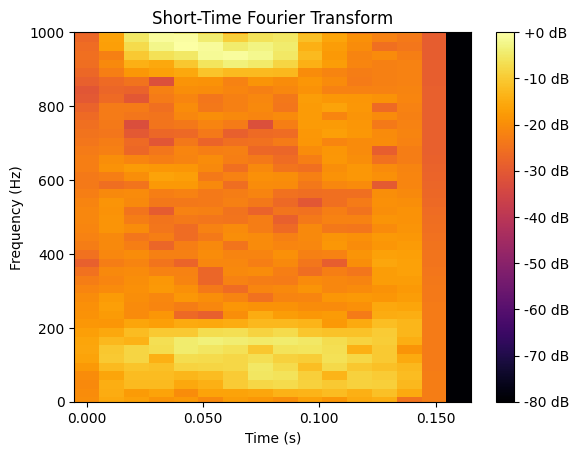 Short-Time Fourier Transform
Frequency (Hz)
1000
800
600
400
200
0
0.000
0.050
0.100
0.150
Time (s)
+0 dB
-10 dB
-20 dB
-30 dB
-40 dB
-50 dB
-60 dB
-70 dB
-80 dB